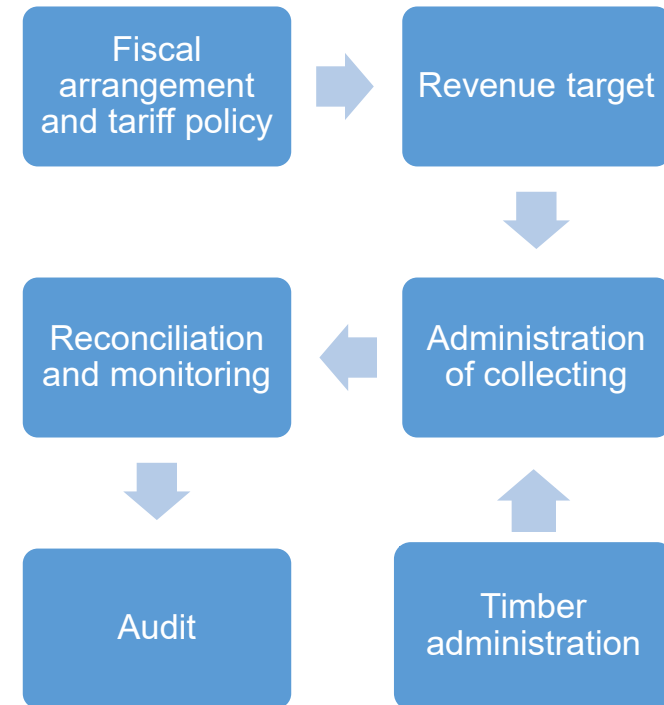 Fiscal
arrangement
and tariff policy
Revenue target
Reconciliation
and monitoring
Administration
of collecting
Audit
Timber
administration